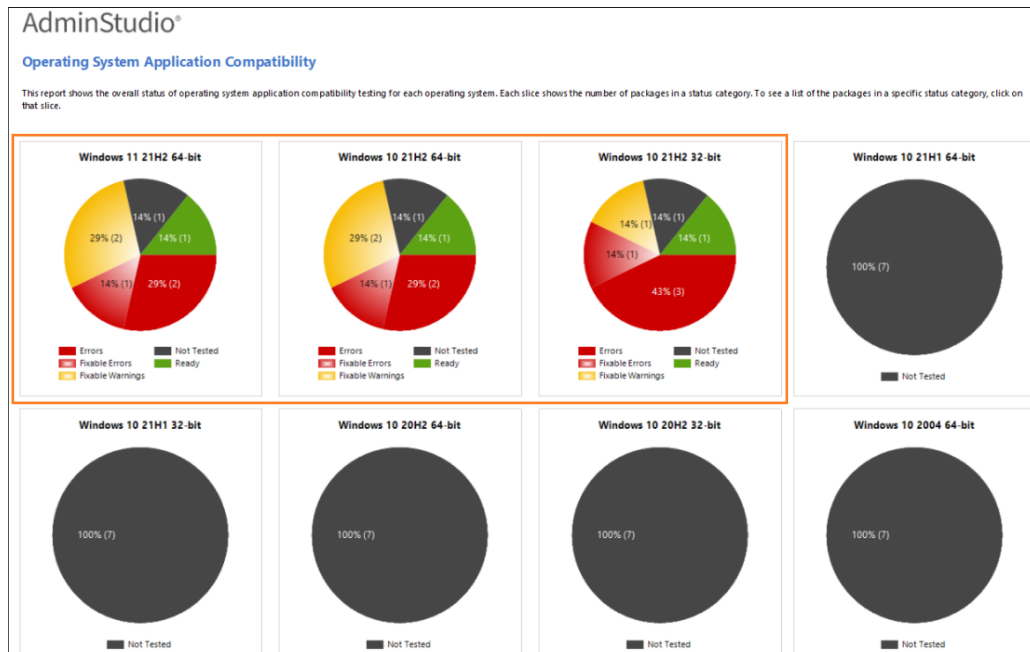 AdminStudio®
Operating System Application Compatibility
This report shows the overall status of operating system application compatibility testing for each operating system. Each slice shows the number of packages in a status category. To see a list of the packages in a specific status category, click on
that slice.
Windows 11 21H2 64-bit
14% (1)
29% (2)
14% (1)
14% (1)
29% (2)
Errors
Not Tested
Fixable Errors
Ready
Fixable Warnings
Windows 10 21H2 64-bit
14% (1)
29% (2)
14% (1)
14% (1)
29% (2)
Errors
Not Tested
Fixable Errors
Ready
Fixable Warnings
Windows 10 21H2 32-bit
14% (1)
14% (1)
14% (1)
14% (1)
43% (3)
Errors
Not Tested
Fixable Errors
Ready
Fixable Warnings
Windows 10 21H1 64-bit
100% (7)
Not Tested
Windows 10 21H1 32-bit
100% (7)
Not Tested
Windows 10 20H2 64-bit
100% (7)
Not Tested
Windows 10 20H2 32-bit
100% (7)
Not Tested
Windows 10 2004 64-bit
100% (7)
Not Tested